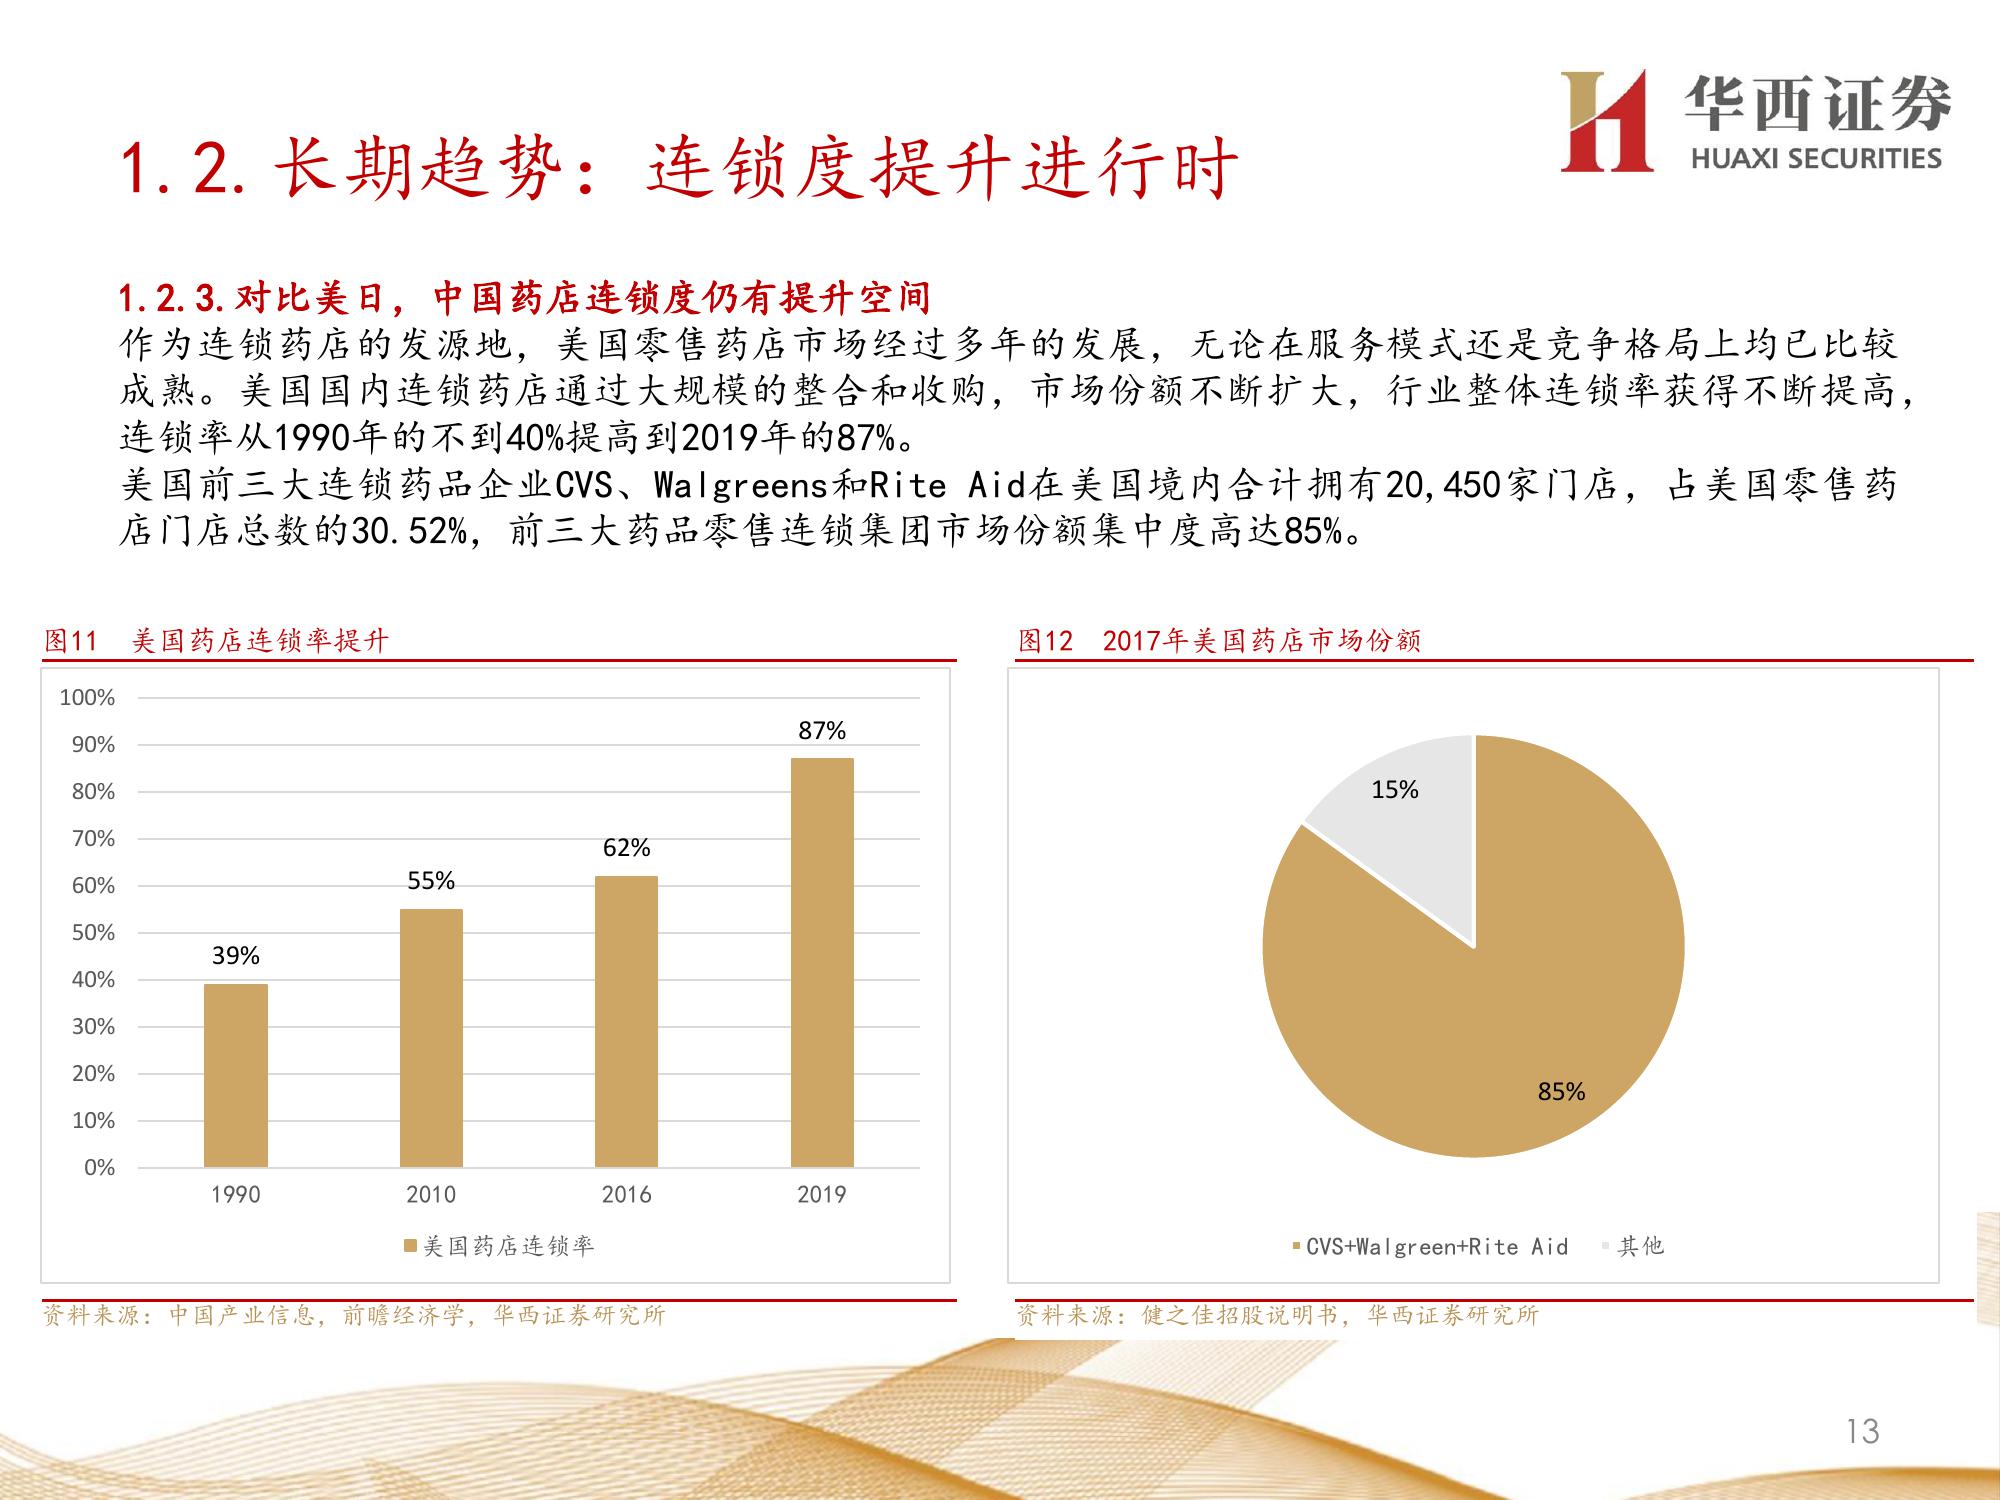 华西证券
HUAXI SECURITIES
1.2.长期趋势：连锁度提升进行时
1.2.3.对比美日，中国药店连锁度仍有提升空间
作为连锁药店的发源地，美国零售药店市场经过多年的发展，无论在服务模式还是竞争格局上均已比较
成熟。美国国内连锁药店通过大规模的整合和收购，市场份额不断扩大，行业整体连锁率获得不断提高，
连锁率从1990年的不到40%提高到2019年的87%。
美国前三大连锁药品企业CVS、Walgreens和Rite Aid在美国境内合计拥有20,450家门店，占美国零售药
店门店总数的30.52%，前三大药品零售连锁集团市场份额集中度高达85%。
图11 美国药店连锁率提升
100%
90%
80%
70%
60%
50%
40%
30%
20%
10%
0%
39%
55%
62%
87%
1990 2010 2016 2019
美国药店连锁率
资料来源：中国产业信息，前瞻经济学，华西证券研究所
图12 2017年美国药店市场份额
15%
85%
CVS+Walgreen+Rite Aid 其他
资料来源：健之佳招股说明书，华西证券研究所
13